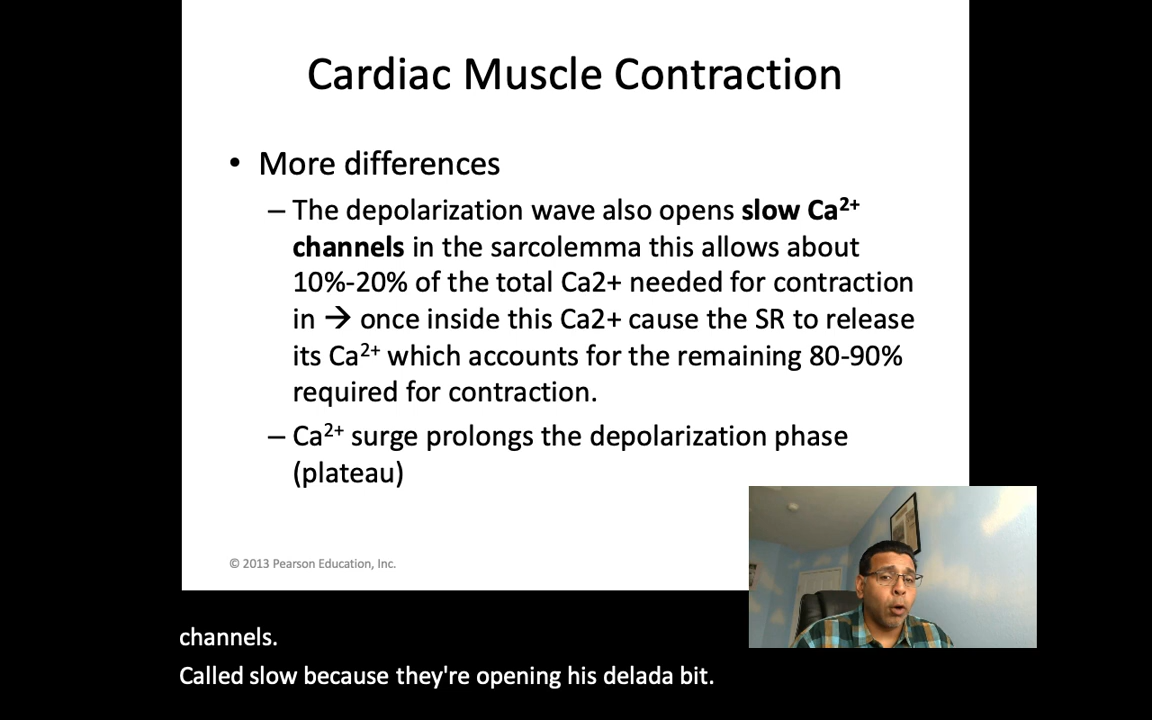 Cardiac Muscle Contraction
• More differences
– The depolarization wave also opens slow Ca²⁺
channels in the sarcolemma this allows about
10%-20% of the total Ca2+ needed for contraction
in → once inside this Ca2+ cause the SR to release
its Ca²⁺ which accounts for the remaining 80-90%
required for contraction.
– Ca²⁺ surge prolongs the depolarization phase
(plateau)
© 2013 Pearson Education, Inc.
channels.
Called slow because they're opening his delada bit.